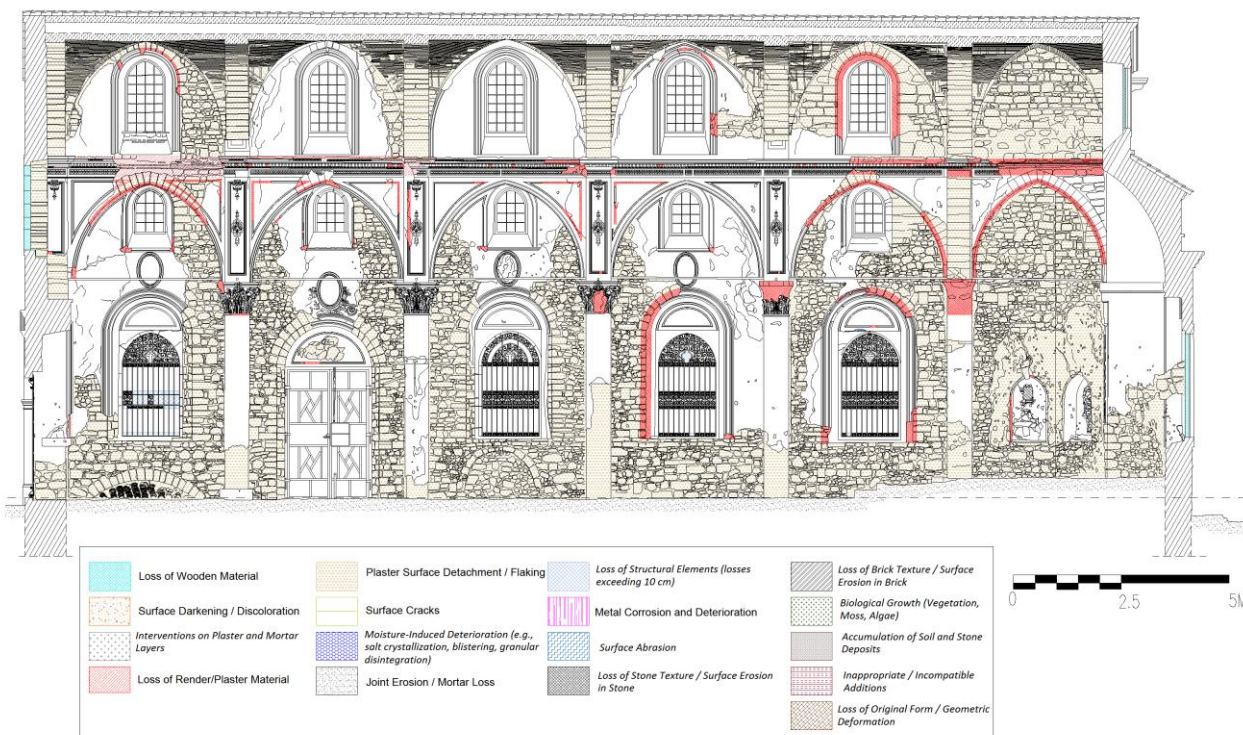 Loss of Wooden Material
Surface Darkening / Discoloration
Interventions on Plaster and Mortar
Layers
Loss of Render/Plaster Material
Plaster Surface Detachment / Flaking
Surface Cracks
Moisture-Induced Deterioration (e.g.,
salt crystallization, blistering, granular
disintegration)
Joint Erosion / Mortar Loss
Loss of Structural Elements (losses
exceeding 10 cm)
Metal Corrosion and Deterioration
Surface Abrasion
Loss of Stone Texture / Surface Erosion
in Stone
Loss of Brick Texture / Surface
Erosion in Brick
Biological Growth (Vegetation,
Moss, Algae)
Accumulation of Soil and Stone
Deposits
Inappropriate / Incompatible
Additions
Loss of Original Form / Geometric
Deformation
0 2.5 5M